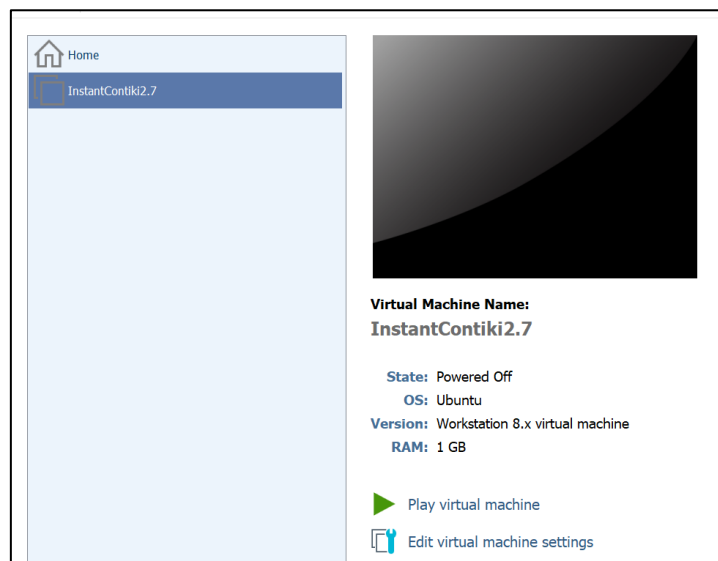 Home
InstantContiki2.7
Virtual Machine Name:
InstantContiki2.7
State: Powered Off
OS: Ubuntu
Version: Workstation 8.x virtual machine
RAM: 1 GB
Play virtual machine
Edit virtual machine settings